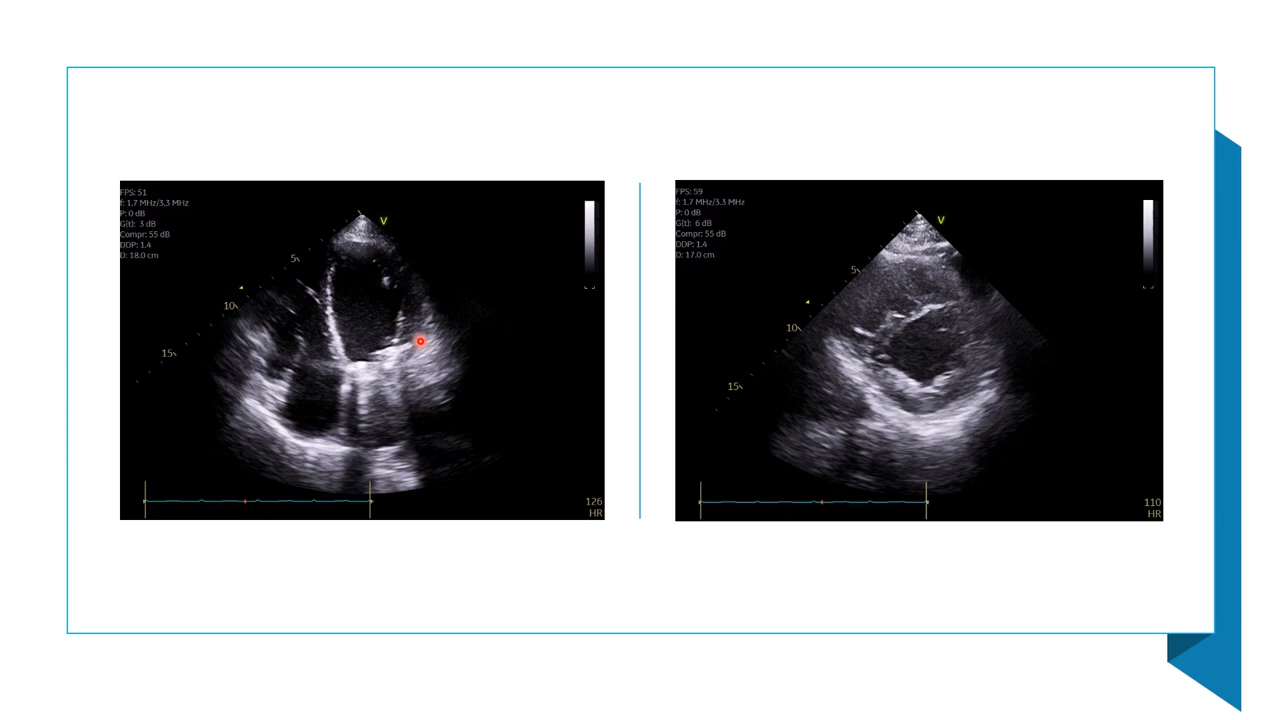 FPS: 51
f: 1.7 MHz/3.3 MHz
P: 0 dB
G(t): 3 dB
Compr: 55 dB
DDP: 1.4
D: 18.0 cm
V
5
10
15
126
HR
FPS: 59
f: 1.7 MHz/3.3 MHz
P: 0 dB
G(t): 6 dB
Compr: 55 dB
DDP: 1.4
D: 17.0 cm
V
5
10
15
110
HR